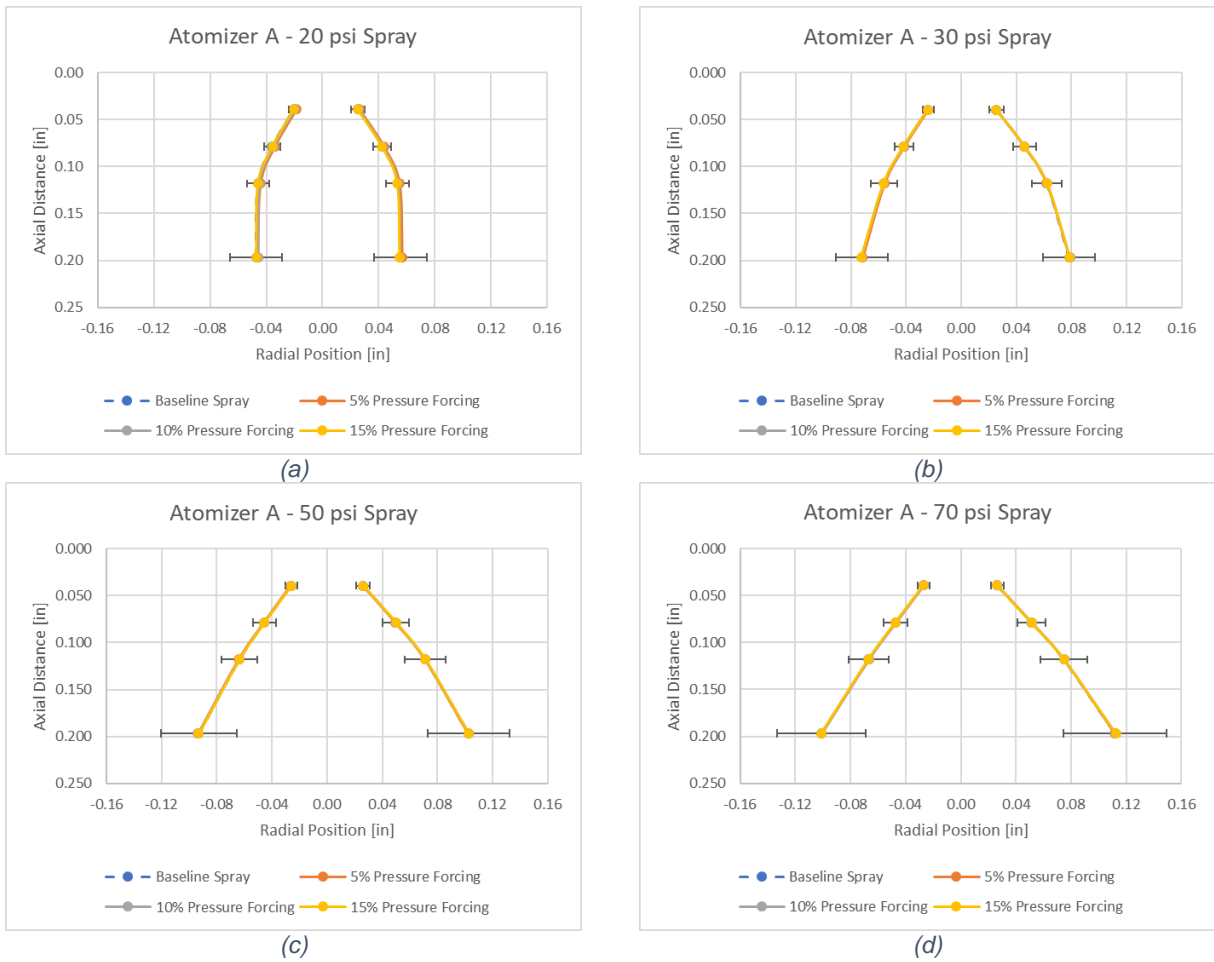 Atomizer A - 20 psi Spray
0.00
0.05
0.10
0.15
0.20
0.25
-0.16 -0.12 -0.08 -0.04 0.00 0.04 0.08 0.12 0.16
Axial Distance [in]
Radial Position [in]
Baseline Spray 5% Pressure Forcing
10% Pressure Forcing 15% Pressure Forcing
(a)
Atomizer A - 30 psi Spray
0.00
0.050
0.100
0.150
0.200
0.250
-0.16 -0.12 -0.08 -0.04 0.00 0.04 0.08 0.12 0.16
Axial Distance [in]
Radial Position [in]
Baseline Spray 5% Pressure Forcing
10% Pressure Forcing 15% Pressure Forcing
(b)
Atomizer A - 50 psi Spray
0.000
0.050
0.100
0.150
0.200
0.250
-0.16 -0.12 -0.08 -0.04 0.00 0.04 0.08 0.12 0.16
Axial Distance [in]
Radial Position [in]
Baseline Spray 5% Pressure Forcing
10% Pressure Forcing 15% Pressure Forcing
(c)
Atomizer A - 70 psi Spray
0.000
0.050
0.100
0.150
0.200
0.250
-0.16 -0.12 -0.08 -0.04 0.00 0.04 0.08 0.12 0.16
Axial Distance [in]
Radial Position [in]
Baseline Spray 5% Pressure Forcing
10% Pressure Forcing 15% Pressure Forcing
(d)